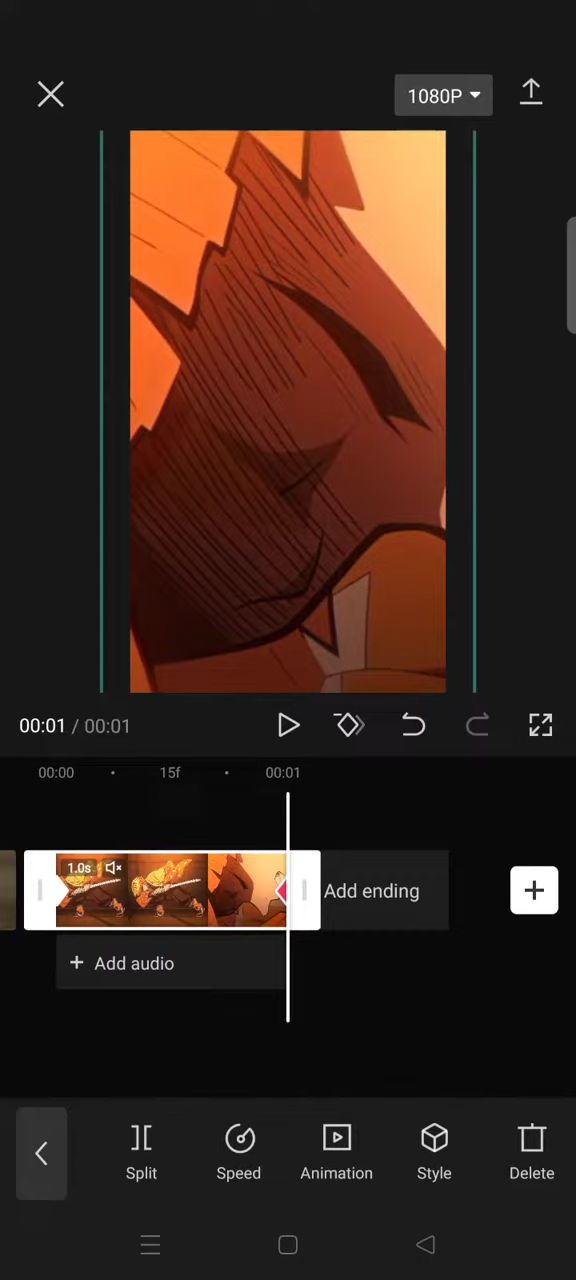 1080P
00:01 / 00:01
00:00 15f 00:01
1.0s
Add ending
+ Add audio
Split Speed Animation Style Delete